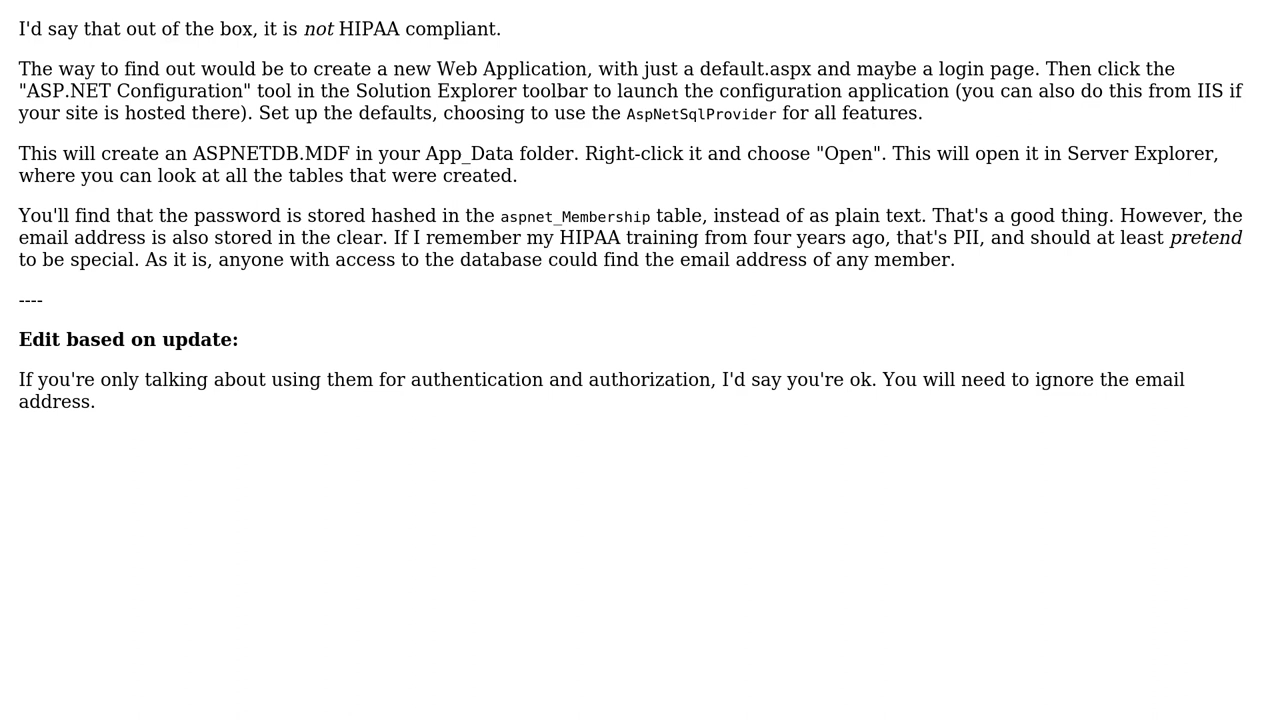 I'd say that out of the box, it is not HIPAA compliant.
The way to find out would be to create a new Web Application, with just a default.aspx and maybe a login page. Then click the
"ASP.NET Configuration" tool in the Solution Explorer toolbar to launch the configuration application (you can also do this from IIS if
your site is hosted there). Set up the defaults, choosing to use the AspNetSqlProvider for all features.
This will create an ASPNETDB.MDF in your App_Data folder. Right-click it and choose "Open". This will open it in Server Explorer,
where you can look at all the tables that were created.
You'll find that the password is stored hashed in the aspnet_Membership table, instead of as plain text. That's a good thing. However, the
email address is also stored in the clear. If I remember my HIPAA training from four years ago, that's PII, and should at least pretend
to be special. As it is, anyone with access to the database could find the email address of any member.
----
Edit based on update:
If you're only talking about using them for authentication and authorization, I'd say you're ok. You will need to ignore the email
address.